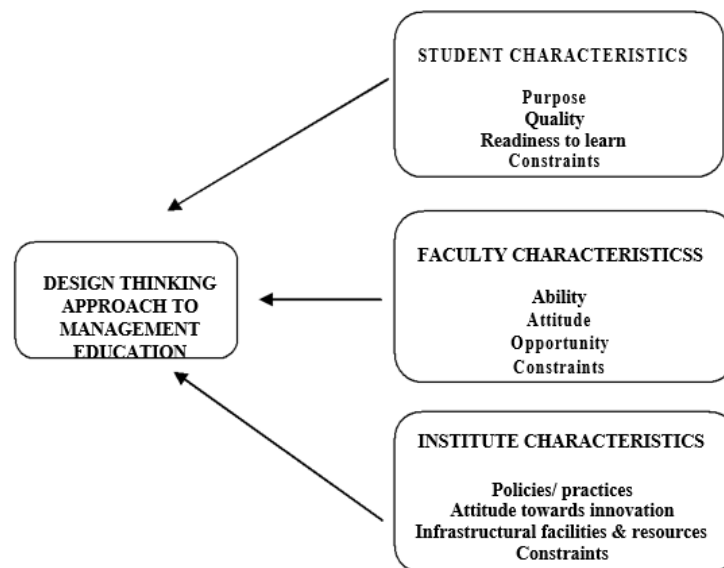 STUDENT CHARACTERISTICS
Purpose
Quality
Readiness to learn
Constraints
DESIGN THINKING
APPROACH TO
MANAGEMENT
EDUCATION
FACULTY CHARACTERISTICSS
Ability
Attitude
Opportunity
Constraints
INSTITUTE CHARACTERISTICS
Policies/ practices
Attitude towards innovation
Infrastructural facilities & resources
Constraints